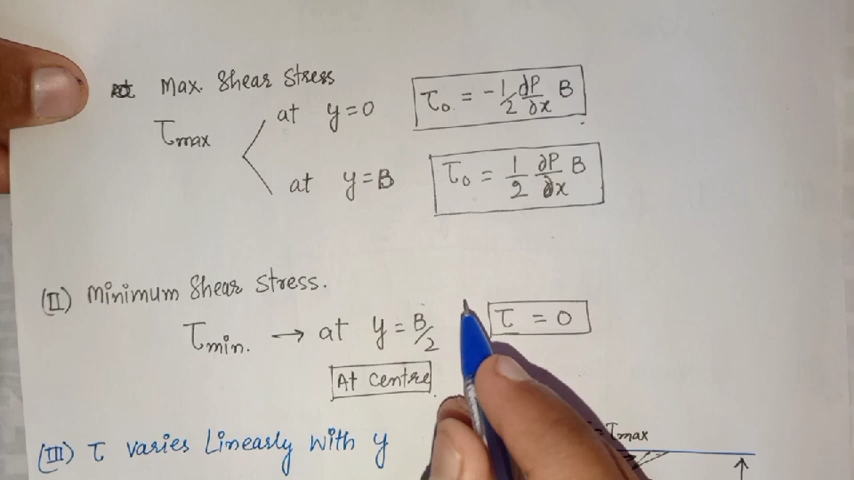 Max. Shear Stress
τmax
at y=0 τ₀ = -1/2 ∂P/∂x B
at y=B τ₀ = 1/2 ∂P/∂x B
(II) Minimum Shear Stress.
τmin. → at y = B/2 τ = 0
At centre
(III) τ varies Linearly with y
τmax